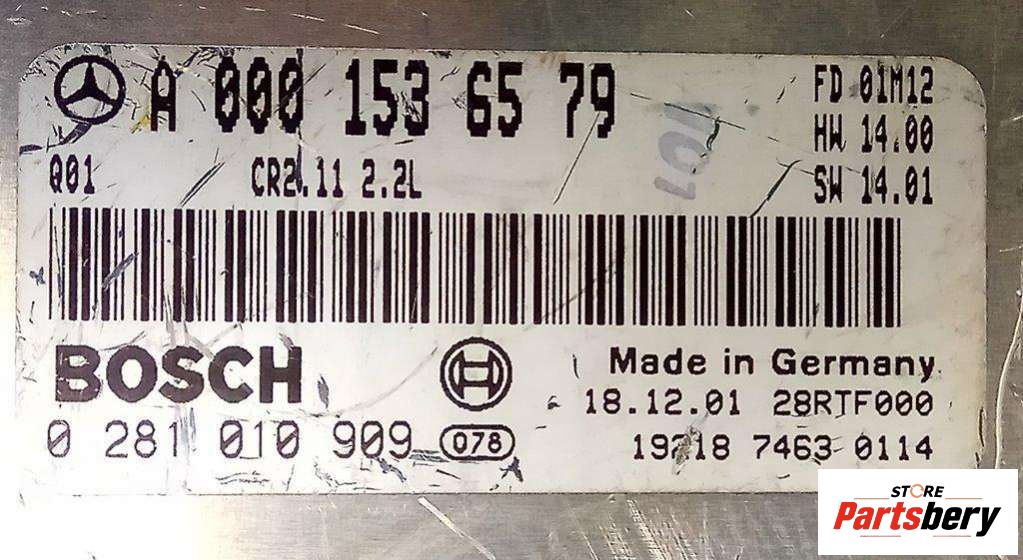 A 000 153 65 79
FD 01M12
HW 14.00
Q01 CR2.11 2.2L
SW 14.01
BOSCH
Made in Germany
18.12.01 28RTF000
0 281 010 909 078
7463 0114
STORE
Partsbery